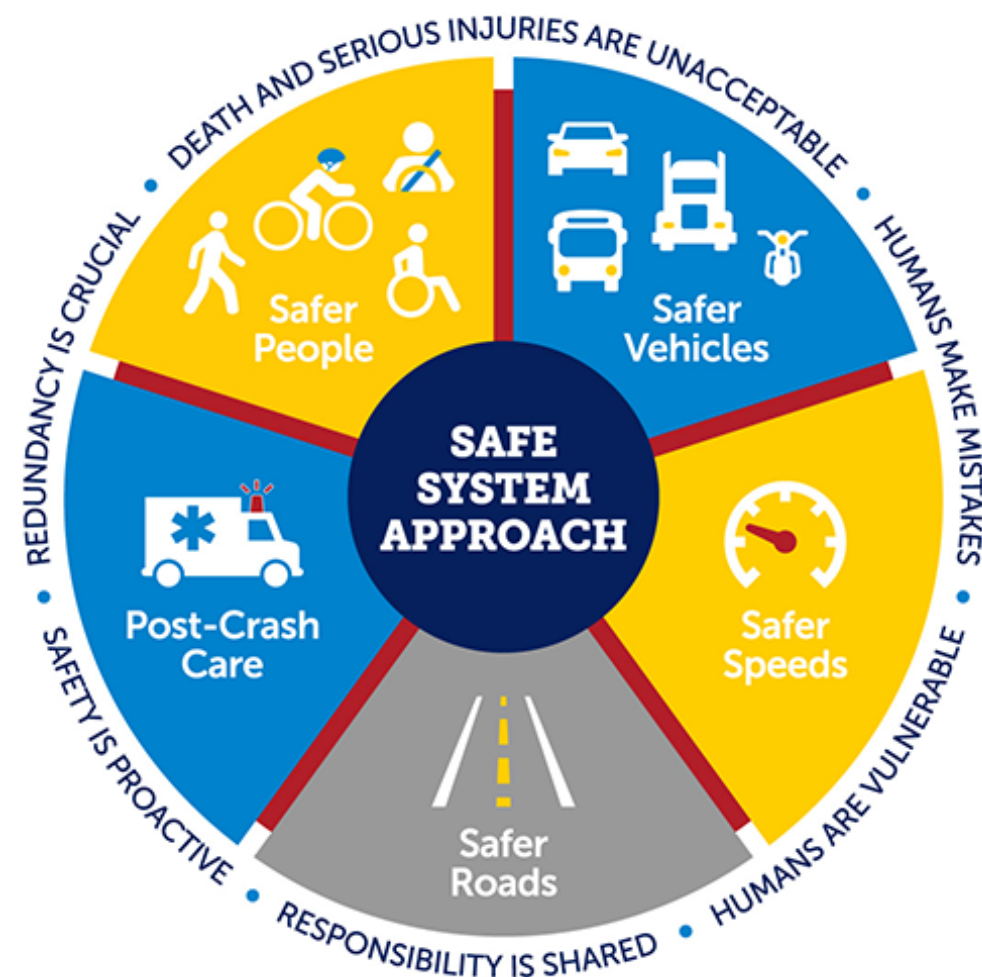 DEATH AND SERIOUS INJURIES ARE UNACCEPTABLE
HUMANS MAKE MISTAKES
HUMANS ARE VULNERABLE
RESPONSIBILITY IS SHARED
SAFETY IS PROACTIVE
REDUNDANCY IS CRUCIAL
Safer
People
Safer
Vehicles
SAFE
SYSTEM
APPROACH
Post-Crash
Care
Safer
Speeds
Safer
Roads